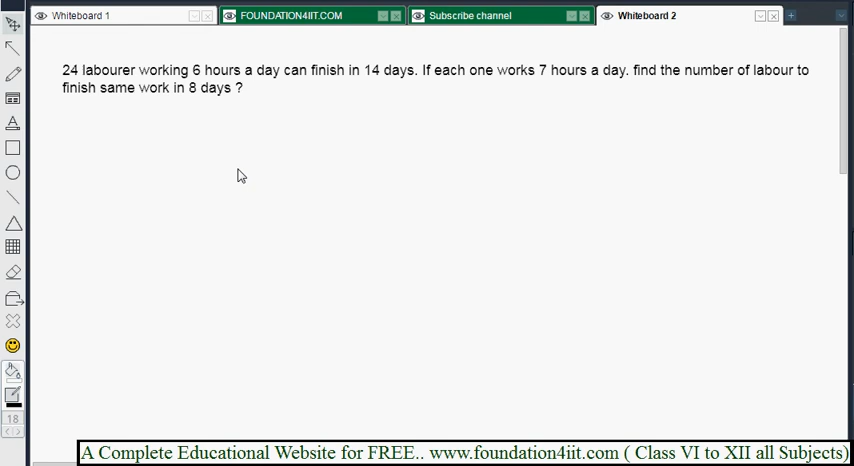 Whiteboard 1
FOUNDATION4IIT.COM
Subscribe channel
Whiteboard 2
24 labourer working 6 hours a day can finish in 14 days. If each one works 7 hours a day. find the number of labour to
finish same work in 8 days ?
18
A Complete Educational Website for FREE.. www.foundation4iit.com ( Class VI to XII all Subjects)